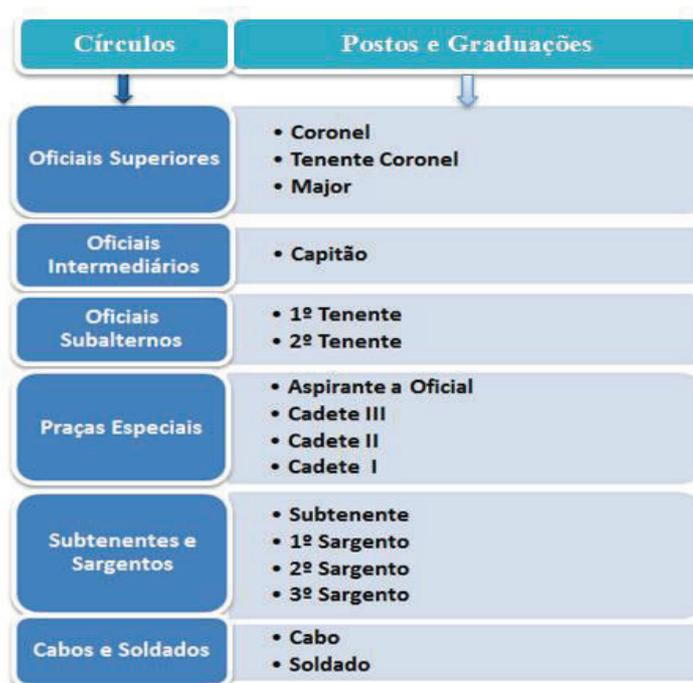 Círculos
Postos e Graduações
Oficiais Superiores
• Coronel
• Tenente Coronel
• Major
Oficiais
Intermediários
• Capitão
Oficiais
Subalternos
• 1º Tenente
• 2º Tenente
Praças Especiais
• Aspirante a Oficial
• Cadete III
• Cadete II
• Cadete I
Subtenentes e
Sargentos
• Subtenente
• 1º Sargento
• 2º Sargento
• 3º Sargento
Cabos e Soldados
• Cabo
• Soldado